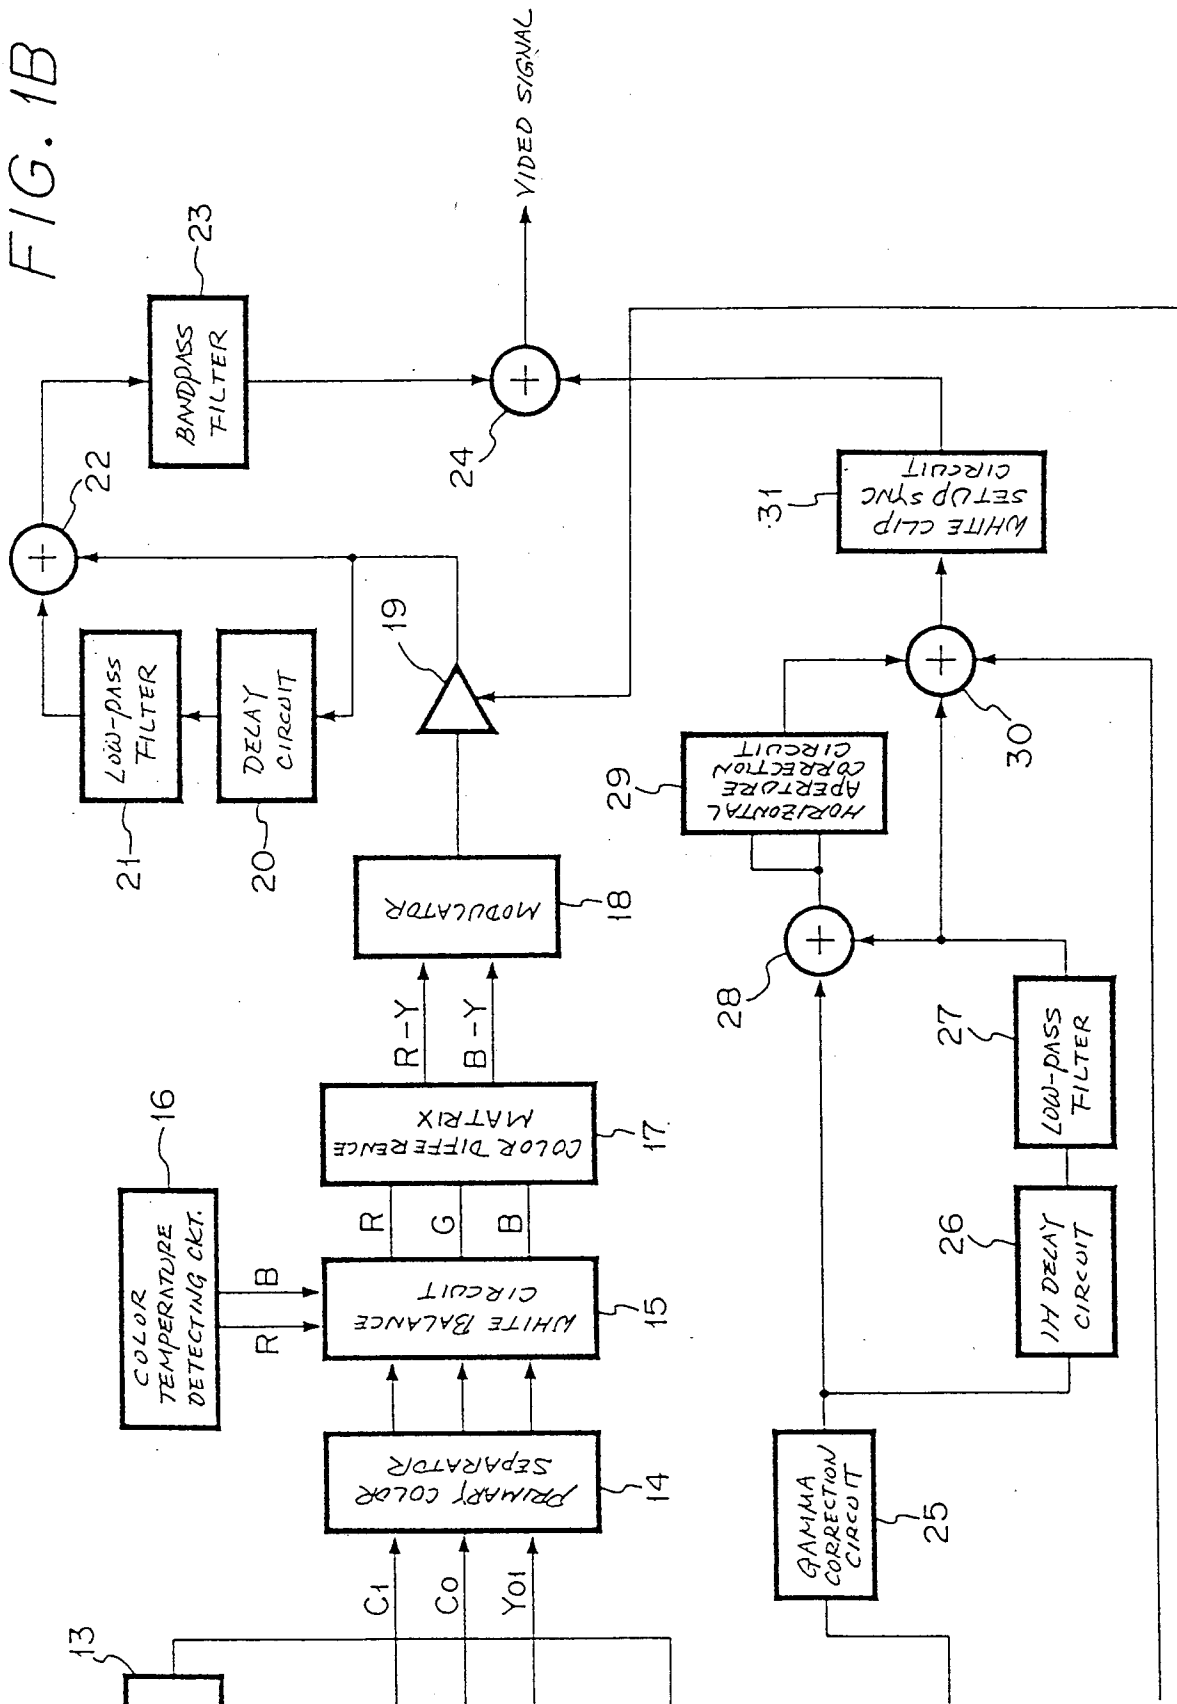 FIG. 1B
13
C1
C0
Y01
PRIMARY COLOR
SEPARATOR
14
COLOR
TEMPERATURE
DETECTING CKT.
16
R
B
WHITE BALANCE
CIRCUIT
15
R
G
B
COLOR DIFFERENCE
MATRIX
17
R-Y
B-Y
MODULATOR
18
19
DELAY
CIRCUIT
20
LOW-PASS
FILTER
21
22
BANDPASS
FILTER
23
24
VIDEO SIGNAL
GAMMA
CORRECTION
CIRCUIT
25
1H DELAY
CIRCUIT
26
LOW-PASS
FILTER
27
28
HORIZONTAL
APERTURE
CORRECTION
CIRCUIT
29
30
WHITE CLIP
SETUP SYNC
CIRCUIT
31